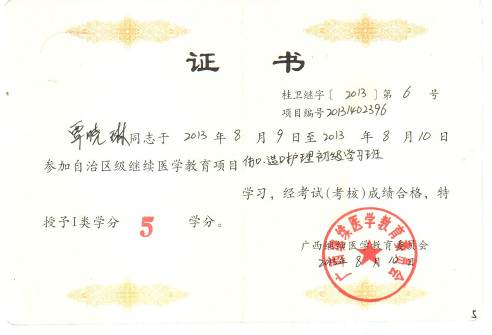 证 书
桂卫继字〔2013〕第 6 号
项目编号20131402396
覃晓琳同志于 2013 年 8 月 9 日至 2013 年 8 月 10 日
参加自治区级继续医学教育项目伤口.造口护理初级学习班
学习,经考试(考核)成绩合格,特
授予I类学分 5 学分。
广西继续医学教育委员会
2013年 8 月 10 日
5